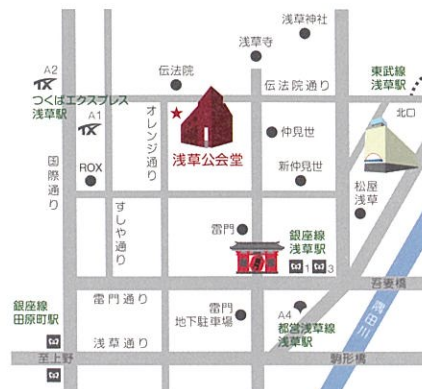 浅草神社
浅草寺
A2
伝法院
伝法院通り
東武線
浅草駅
つくばエクスプレス
浅草駅
A1
オレンジ通り
北口
仲見世
浅草公会堂
国際通り
ROX
新仲見世
松屋
浅草
すしや通り
雷門
銀座線
浅草駅
1
3
吾妻橋
銀座線
田原町駅
雷門通り
雷門
地下駐車場
A4
都営浅草線
浅草駅
隅田川
至上野
浅草通り
駒形橋